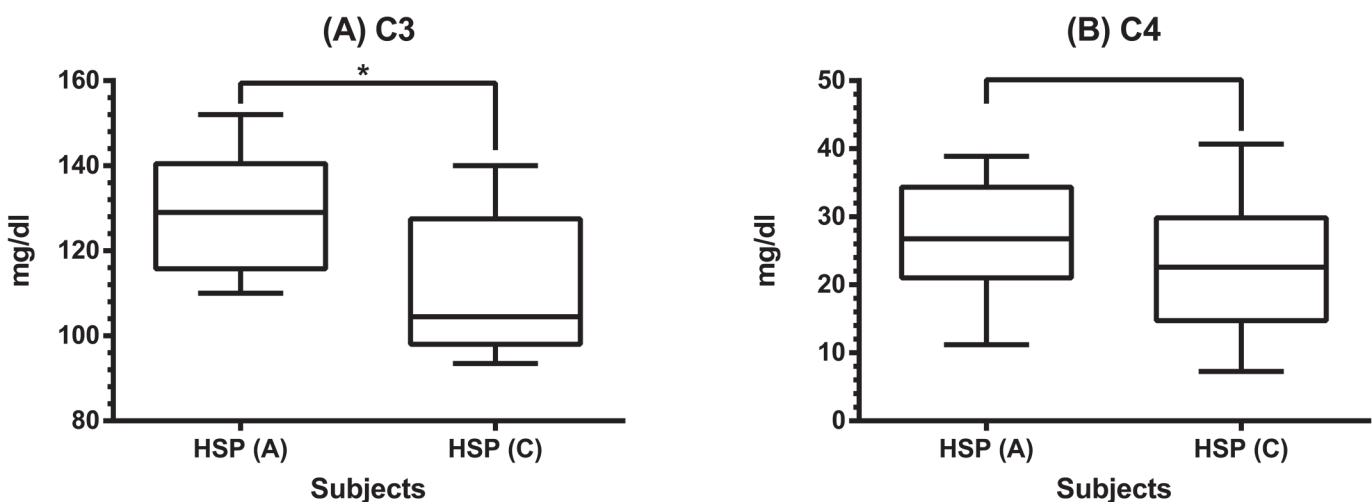 (A) C3
*
160
140
120
100
80
mg/dl
HSP (A)
HSP (C)
Subjects
(B) C4
50
40
30
20
10
0
mg/dl
HSP (A)
HSP (C)
Subjects